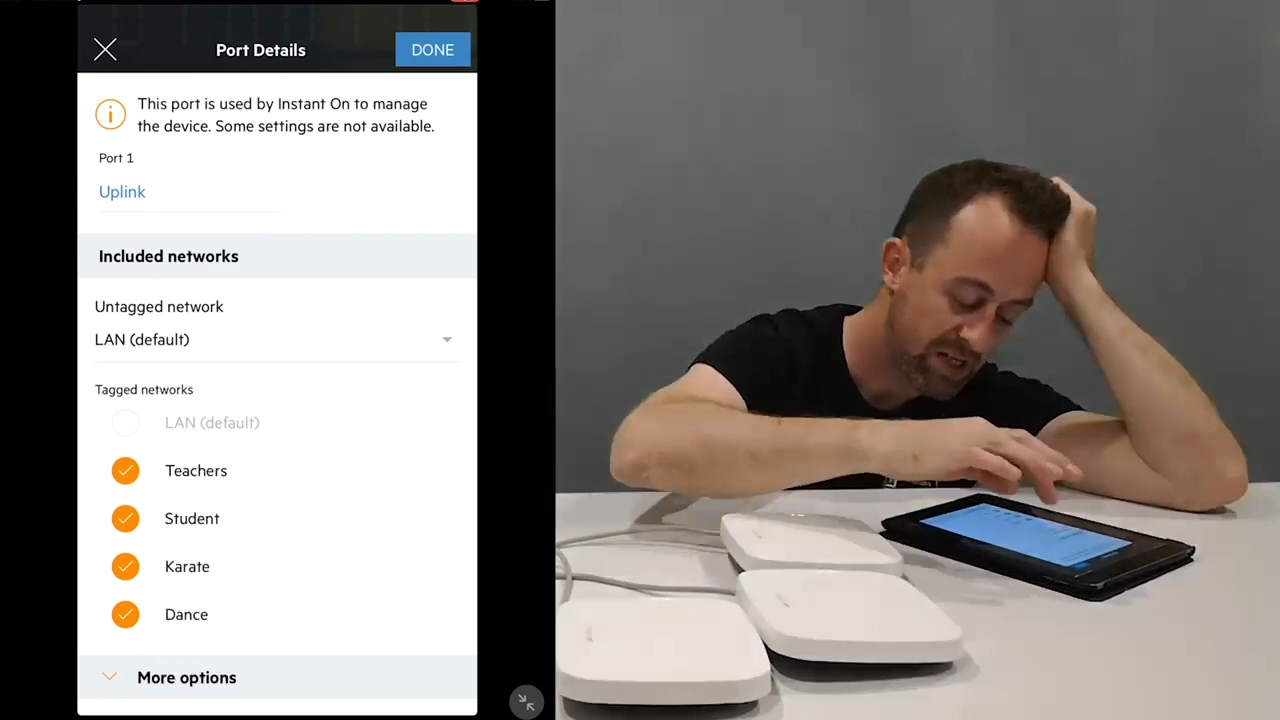 Port Details
DONE
This port is used by Instant On to manage
the device. Some settings are not available.
Port 1
Uplink
Included networks
Untagged network
LAN (default)
Tagged networks
LAN (default)
Teachers
Student
Karate
Dance
More options